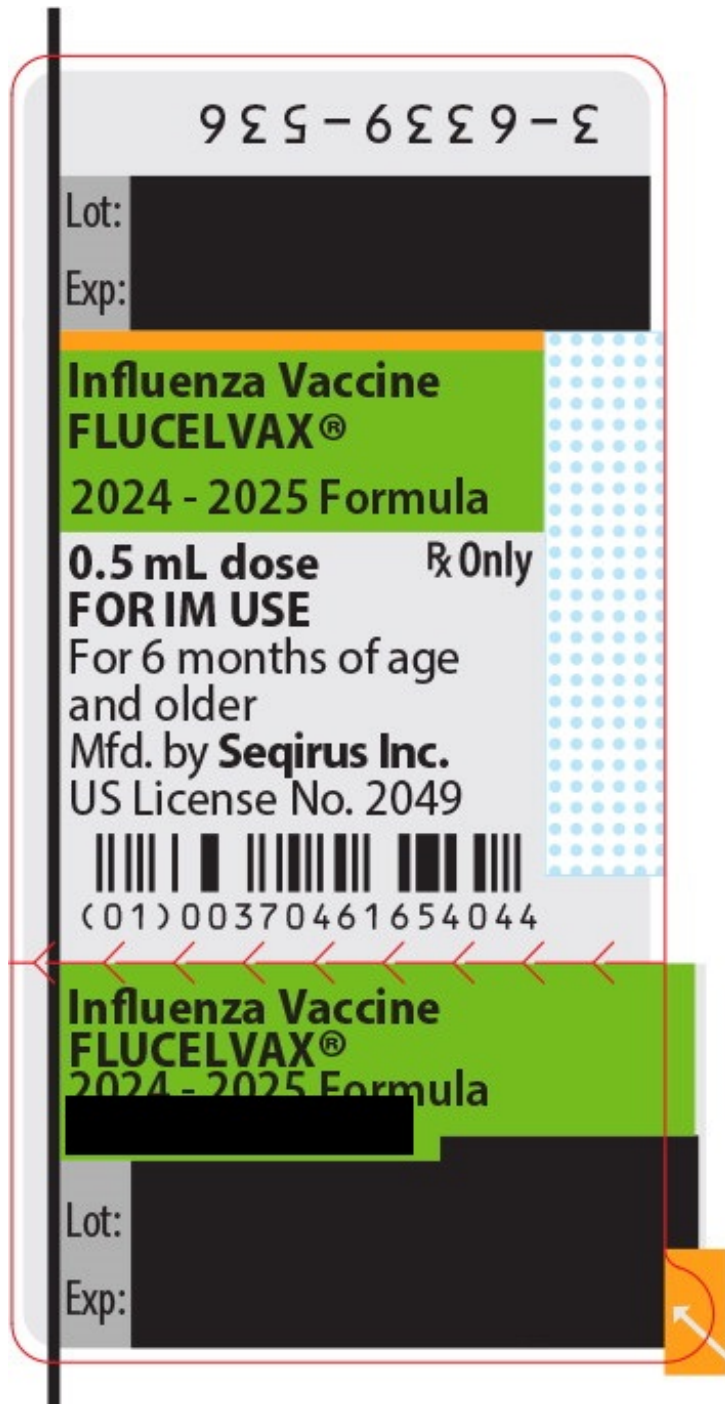 3-6339-536
Lot:
Exp:
Influenza Vaccine
FLUCELVAX®
2024 - 2025 Formula
0.5 mL dose ℞ Only
FOR IM USE
For 6 months of age
and older
Mfd. by Seqirus Inc.
US License No. 2049
(01)00370461654044
Influenza Vaccine
FLUCELVAX®
2024 - 2025 Formula
Lot:
Exp: